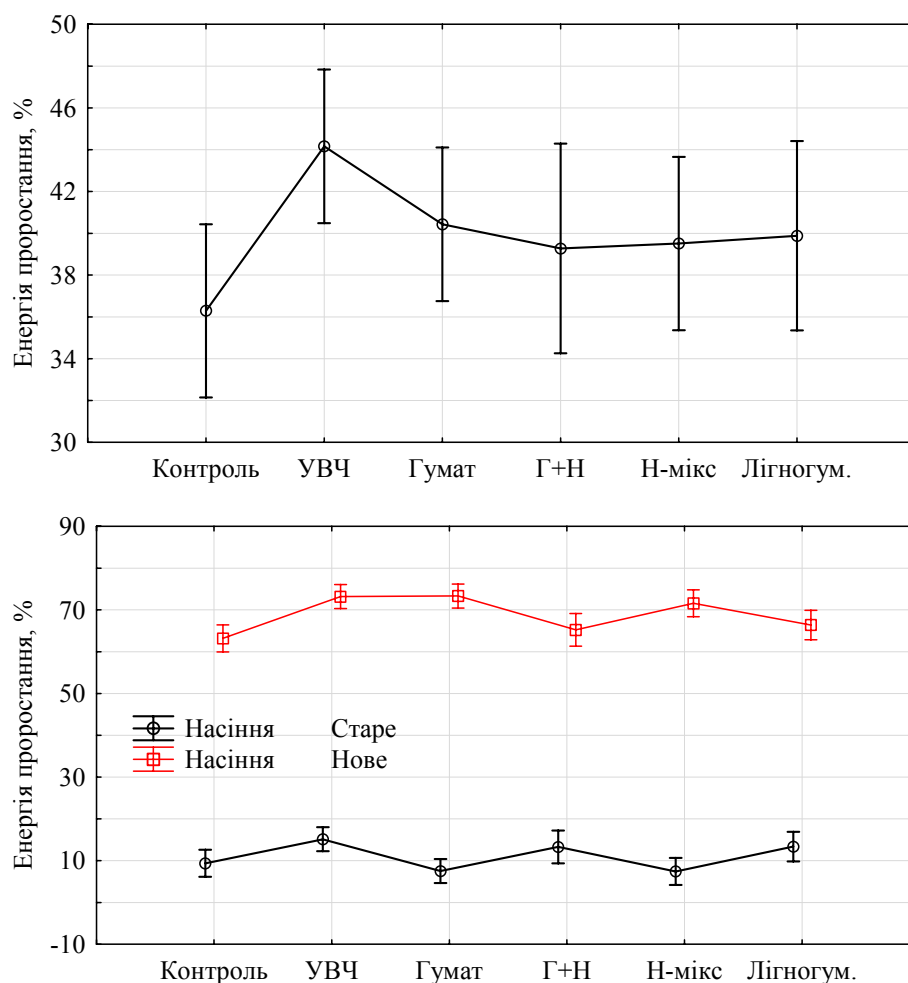 50
46
42
38
34
30
Енергія проростання, %
Контроль УВЧ Гумат Г+Н Н-мікс Лігногум.
90
70
50
30
10
-10
Енергія проростання, %
Насіння Старе
Насіння Нове
Контроль УВЧ Гумат Г+Н Н-мікс Лігногум.